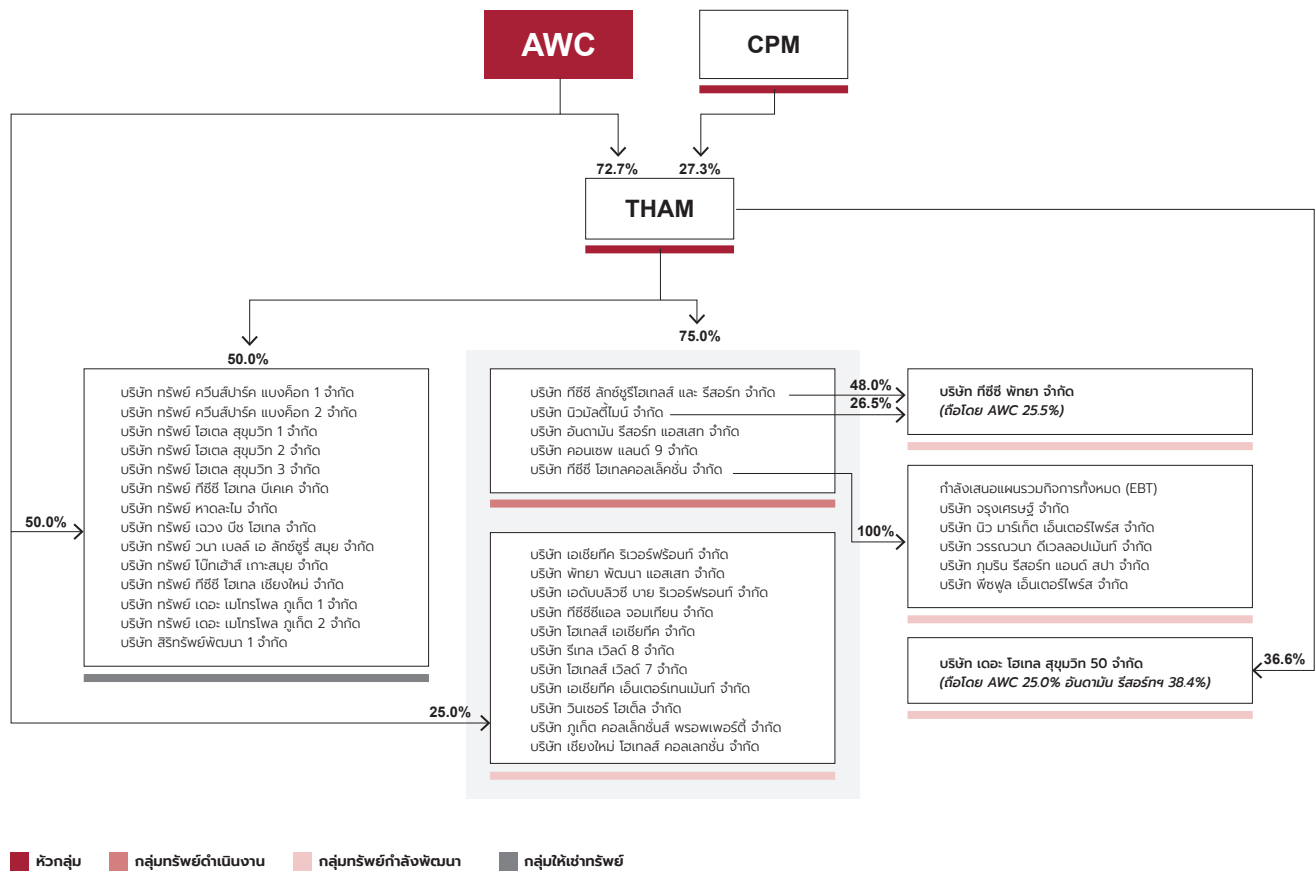 AWC
CPM
72.7%
27.3%
THAM
50.0%
75.0%
บริษัท ทรัพย์ ควีนส์ปาร์ค แบงค็อก 1 จำกัด
บริษัท ทรัพย์ ควีนส์ปาร์ค แบงค็อก 2 จำกัด
บริษัท ทรัพย์ โฮเตล สุขุมวิท 1 จำกัด
บริษัท ทรัพย์ โฮเตล สุขุมวิท 2 จำกัด
บริษัท ทรัพย์ โฮเตล สุขุมวิท 3 จำกัด
บริษัท ทรัพย์ ทีซีซี โฮเทล บีเคเค จำกัด
บริษัท ทรัพย์ หาดละไม จำกัด
บริษัท ทรัพย์ เฉวง บีช โฮเทล จำกัด
บริษัท ทรัพย์ วนา เบลล์ เอ ลักซ์ชูรี่ สมุย จำกัด
บริษัท ทรัพย์ โบ๊ทเฮ้าส์ เกาะสมุย จำกัด
บริษัท ทรัพย์ ทีซีซี โฮเทล เชียงใหม่ จำกัด
บริษัท ทรัพย์ เดอะ เมโทรโพล ภูเก็ต 1 จำกัด
บริษัท ทรัพย์ เดอะ เมโทรโพล ภูเก็ต 2 จำกัด
บริษัท สิริทรัพย์พัฒนา 1 จำกัด
50.0%
บริษัท ทีซีซี ลักซ์ชูรีโฮเทลส์ และ รีสอร์ท จำกัด
บริษัท นิวมัลตี้ไมน์ จำกัด
บริษัท อันดามัน รีสอร์ท แอสเสท จำกัด
บริษัท คอนเซพ แลนด์ 9 จำกัด
บริษัท ทีซีซี โฮเทลคอลเล็คชั่น จำกัด
บริษัท เอเชียทีค ริเวอร์ฟร้อนท์ จำกัด
บริษัท พัทยา พัฒนา แอสเสท จำกัด
บริษัท เอดับบลิวซี บาย ริเวอร์ฟรอนท์ จำกัด
บริษัท ทีซีซีซีแอล จอมเทียน จำกัด
บริษัท โฮเทลส์ เอเชียทีค จำกัด
บริษัท รีเทล เวิลด์ 8 จำกัด
บริษัท โฮเทลส์ เวิลด์ 7 จำกัด
บริษัท เอเชียทีค เอ็นเตอร์เทนเม้นท์ จำกัด
บริษัท วินเซอร์ โฮเต็ล จำกัด
บริษัท ภูเก็ต คอลเล็กชั่นส์ พรอพเพอร์ตี้ จำกัด
บริษัท เชียงใหม่ โฮเทลส์ คอลเลกชั่น จำกัด
25.0%
48.0%
26.5%
บริษัท ทีซีซี พัทยา จำกัด
(ถือโดย AWC 25.5%)
100%
กำลังเสนอแผนรวมกิจการทั้งหมด (EBT)
บริษัท จรุงเศรษฐ์ จำกัด
บริษัท นิว มาร์เก็ต เอ็นเตอร์ไพร์ส จำกัด
บริษัท วรรณวนา ดีเวลลอปเม้นท์ จำกัด
บริษัท ภุมริน รีสอร์ท แอนด์ สปา จำกัด
บริษัท พีชฟูล เอ็นเตอร์ไพร์ส จำกัด
บริษัท เดอะ โฮเทล สุขุมวิท 50 จำกัด
(ถือโดย AWC 25.0% อันดามัน รีสอร์ทฯ 38.4%)
36.6%
หัวกลุ่ม
กลุ่มทรัพย์ดำเนินงาน
กลุ่มทรัพย์กำลังพัฒนา
กลุ่มให้เช่าทรัพย์